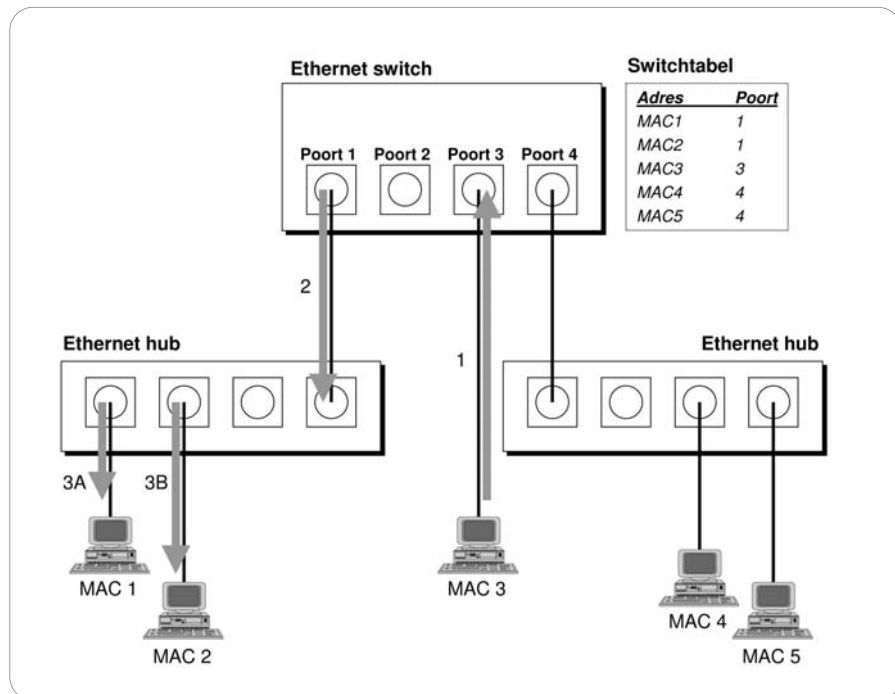 Ethernet switch
Switchtabel
Adres Poort
MAC1 1
MAC2 1
MAC3 3
MAC4 4
MAC5 4
Poort 1 Poort 2 Poort 3 Poort 4
2
1
Ethernet hub
Ethernet hub
3A
3B
MAC 1
MAC 2
MAC 3
MAC 4
MAC 5